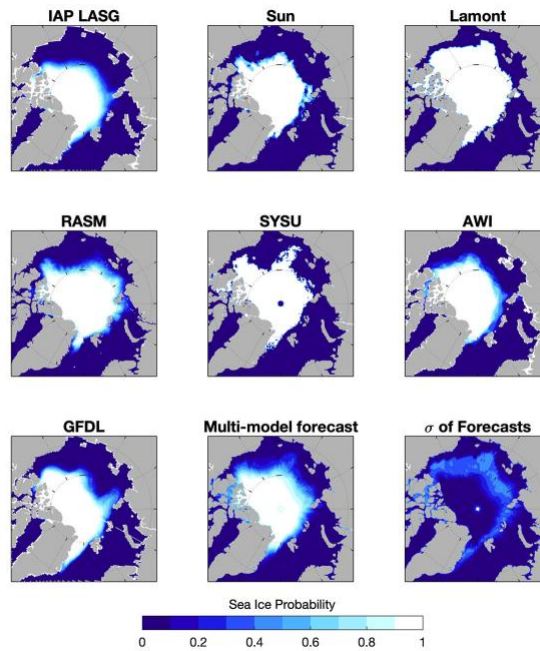 IAP LASG
Sun
Lamont
RASM
SYSU
AWI
GFDL
Multi-model forecast
σ of Forecasts
Sea Ice Probability
0 0.2 0.4 0.6 0.8 1